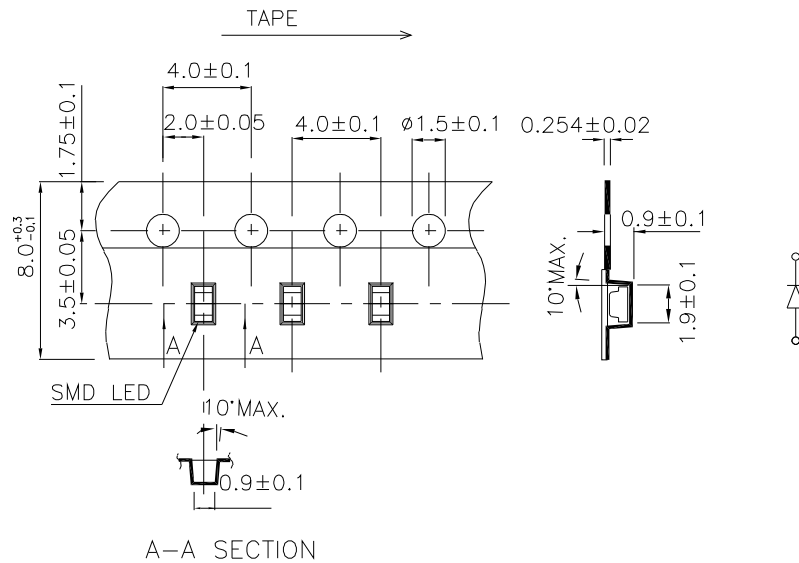 TAPE
4.0±0.1
1.75±0.1
2.0±0.05
4.0±0.1
ø1.5±0.1
0.254±0.02
8.0+0.3-0.1
3.5±0.05
0.9±0.1
10°MAX.
1.9±0.1
A
A
SMD LED
10°MAX.
0.9±0.1
A-A SECTION